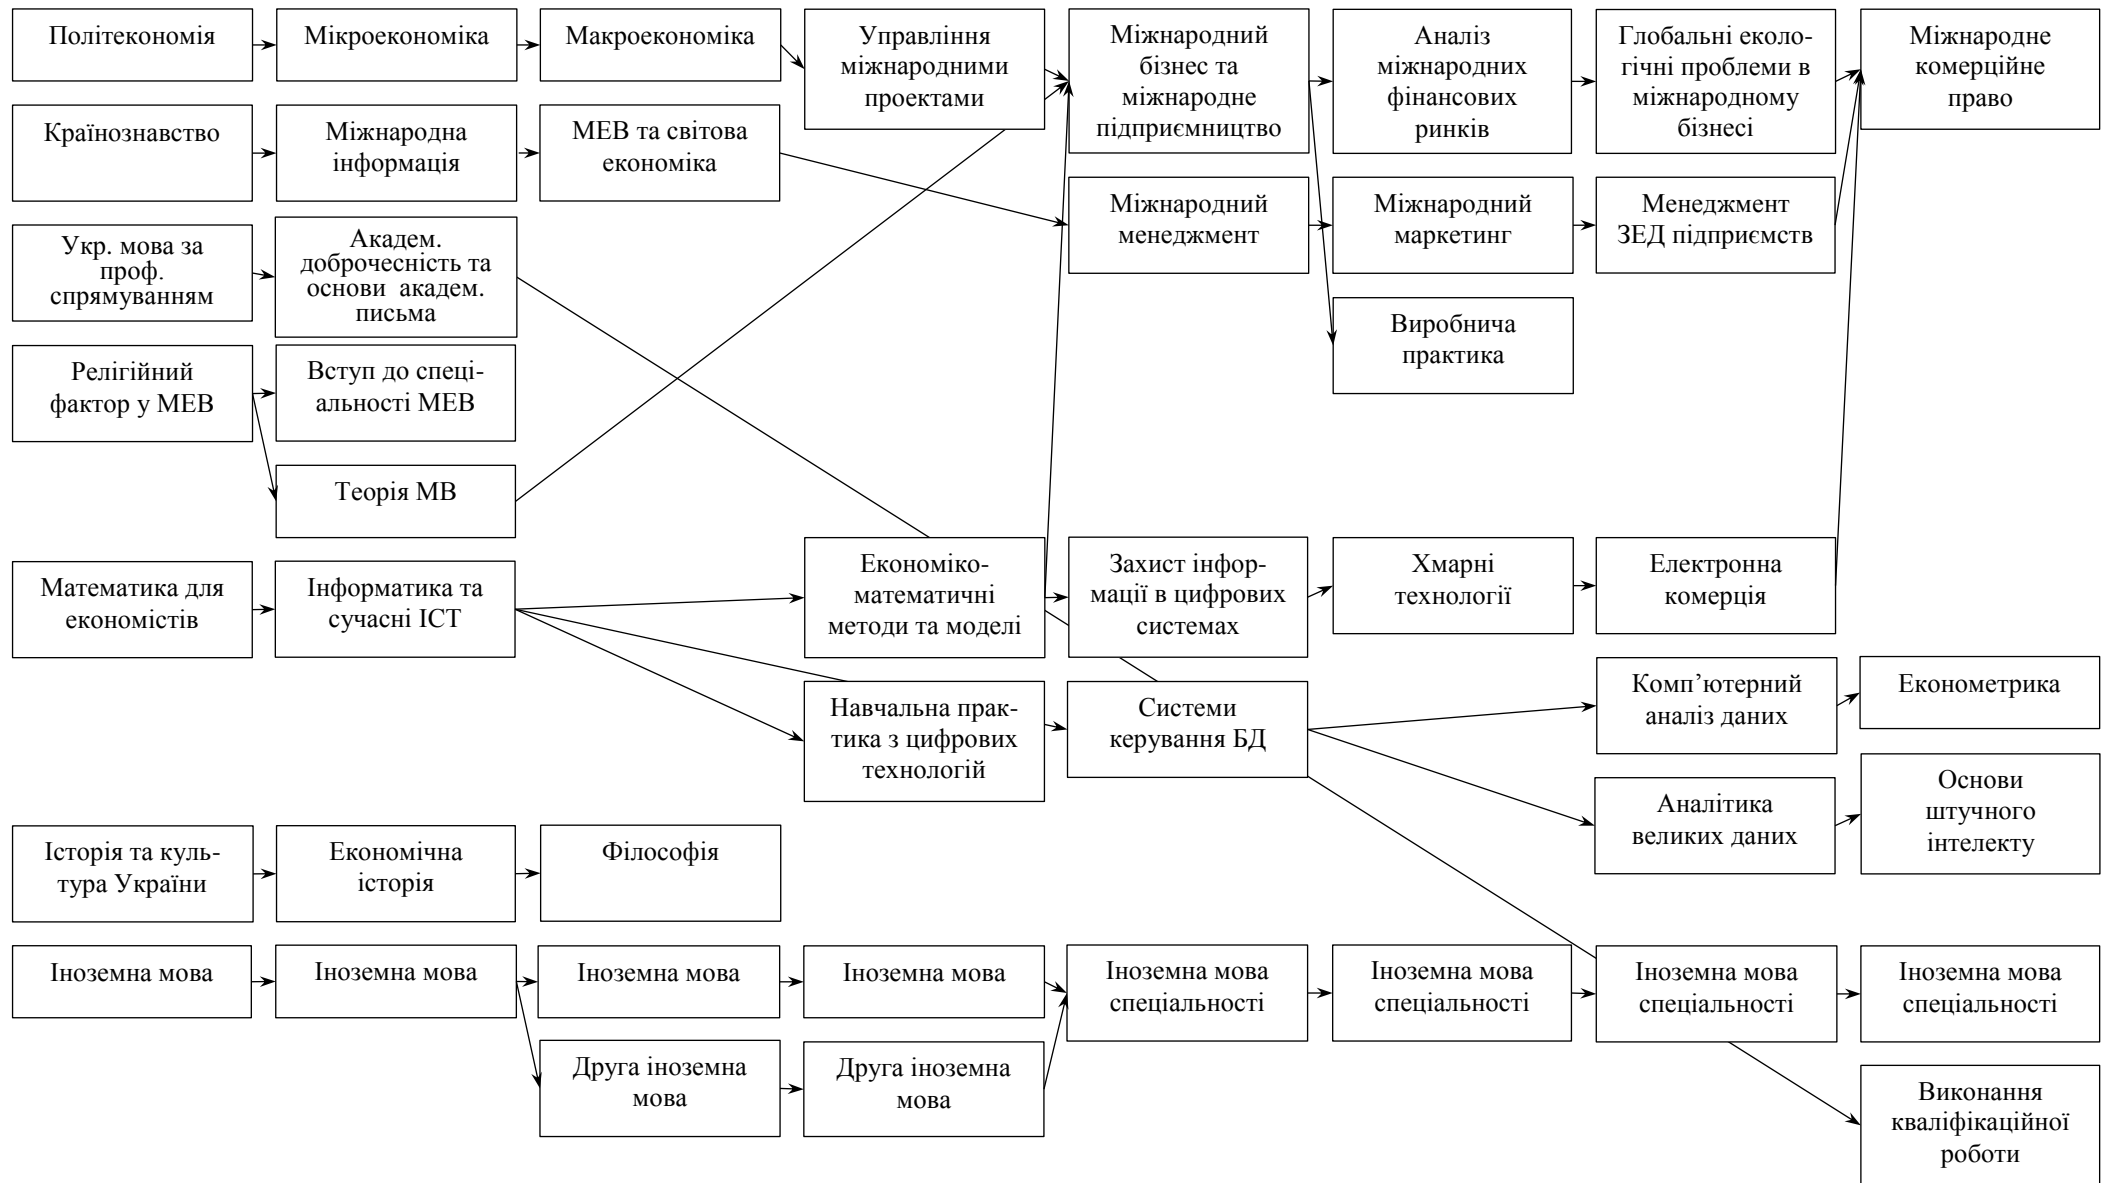 Політекономія
Мікроекономіка
Макроекономіка
Управління
міжнародними
проектами
Міжнародний
бізнес та
міжнародне
підприємництво
Аналіз
міжнародних
фінансових
ринків
Глобальні еколо-
гічні проблеми в
міжнародному
бізнесі
Міжнародне
комерційне
право
Країнознавство
Міжнародна
інформація
МЕВ та світова
економіка
Міжнародний
менеджмент
Міжнародний
маркетинг
Менеджмент
ЗЕД підприємств
Укр. мова за
проф.
спрямуванням
Академ.
доброчесність та
основи академ.
письма
Виробнича
практика
Релігійний
фактор у МЕВ
Вступ до спеці-
альності МЕВ
Теорія МВ
Математика для
економістів
Інформатика та
сучасні ІСТ
Економіко-
математичні
методи та моделі
Захист інфор-
мації в цифрових
системах
Хмарні
технології
Електронна
комерція
Навчальна прак-
тика з цифрових
технологій
Системи
керування БД
Комп’ютерний
аналіз даних
Економетрика
Аналітика
великих даних
Основи
штучного
інтелекту
Історія та куль-
тура України
Економічна
історія
Філософія
Іноземна мова
Іноземна мова
Іноземна мова
Іноземна мова
Іноземна мова
спеціальності
Іноземна мова
спеціальності
Іноземна мова
спеціальності
Іноземна мова
спеціальності
Друга іноземна
мова
Друга іноземна
мова
Виконання
кваліфікаційної
роботи